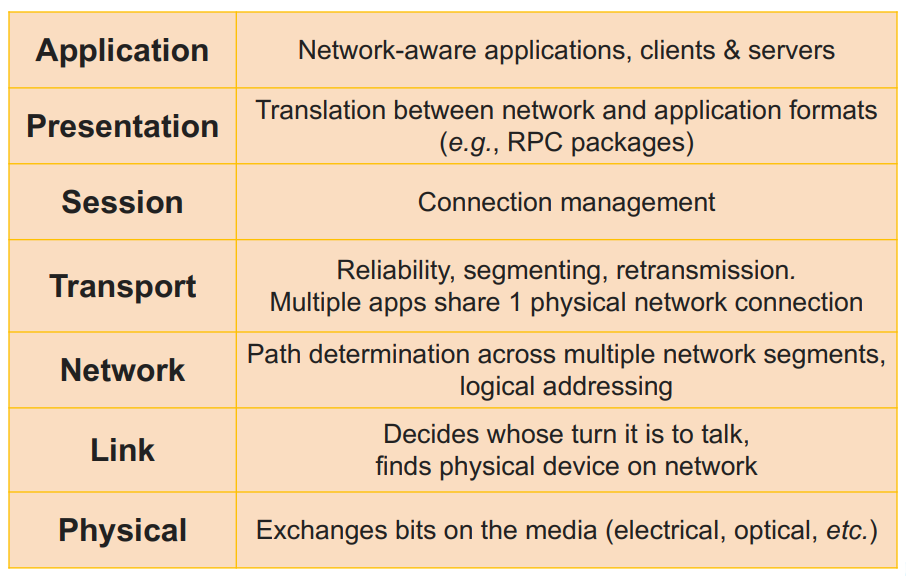 Application
Network-aware applications, clients & servers
Presentation
Translation between network and application formats
(e.g., RPC packages)
Session
Connection management
Transport
Reliability, segmenting, retransmission.
Multiple apps share 1 physical network connection
Network
Path determination across multiple network segments,
logical addressing
Link
Decides whose turn it is to talk,
finds physical device on network
Physical
Exchanges bits on the media (electrical, optical, etc.)